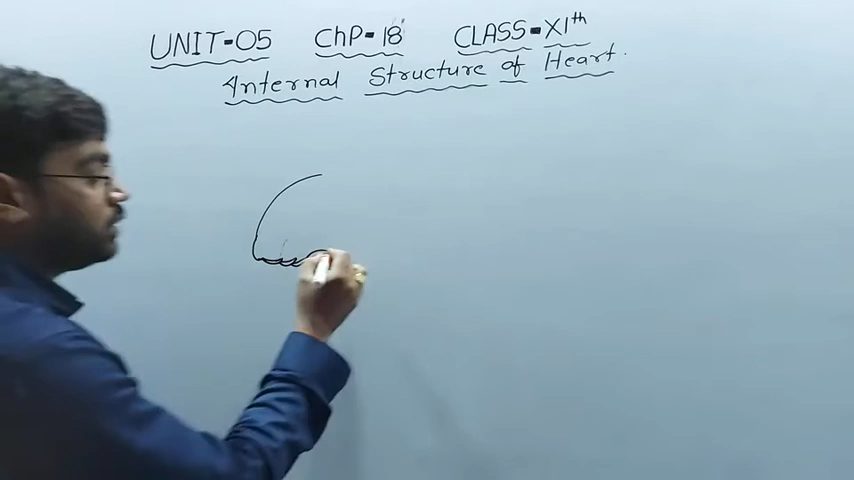 UNIT-05 ChP-18 CLASS-XIth
Internal Structure of Heart.